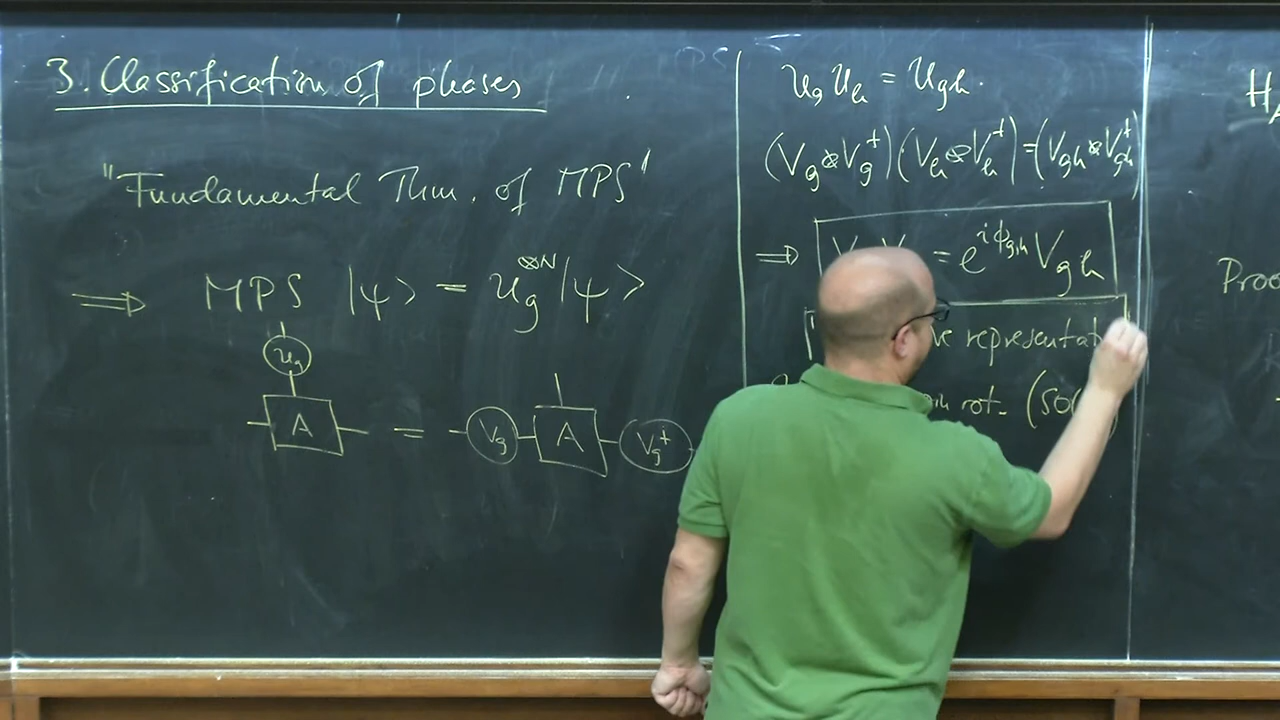 3. Classification of phases
"Fundamental Thm. of MPS"
⟹ MPS |ψ⟩ = u_g^{⊗N} |ψ⟩
u_g
A = V_g A V_g^†
u_g u_h = u_gh.
(V_g ⊗ V_g^†)(V_h ⊗ V_h^†) = (V_gh ⊗ V_gh^†)
⟹ = e^{iφ_{g,h}} V_gh
representat
rot. (SO(
H
Proo